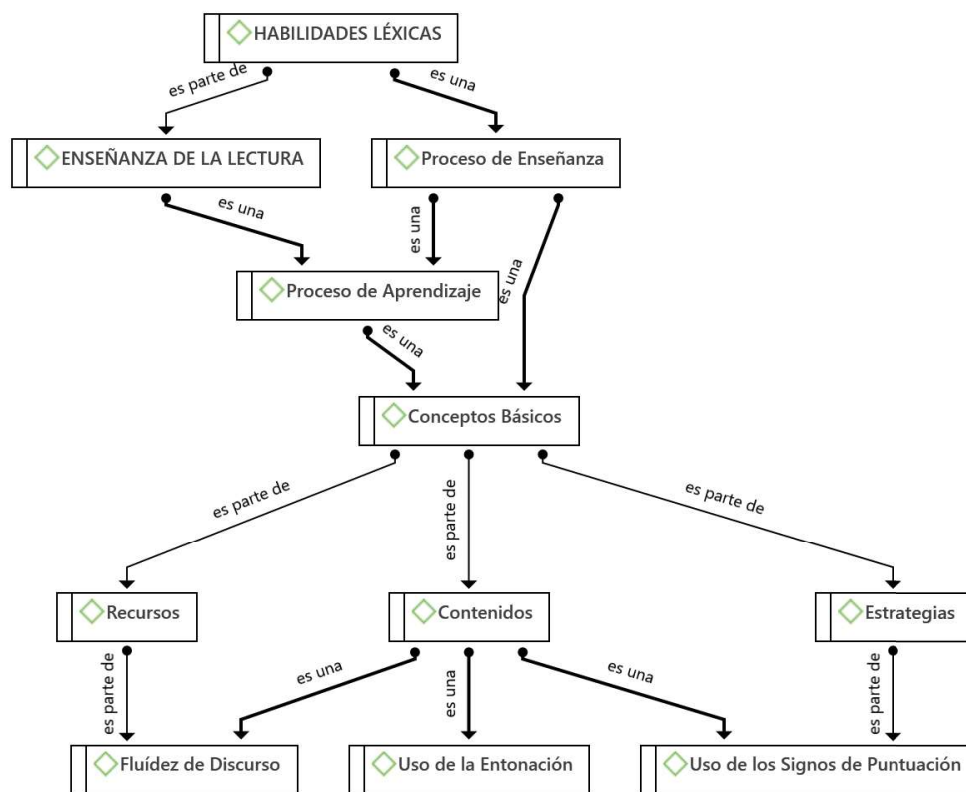 HABILIDADES LÉXICAS
es parte de
es una
ENSEÑANZA DE LA LECTURA
Proceso de Enseñanza
es una
es una
es una
Proceso de Aprendizaje
es una
Conceptos Básicos
es parte de
es parte de
es parte de
Recursos
Contenidos
Estrategias
es parte de
es una
es una
es una
es parte de
Fluídez de Discurso
Uso de la Entonación
Uso de los Signos de Puntuación